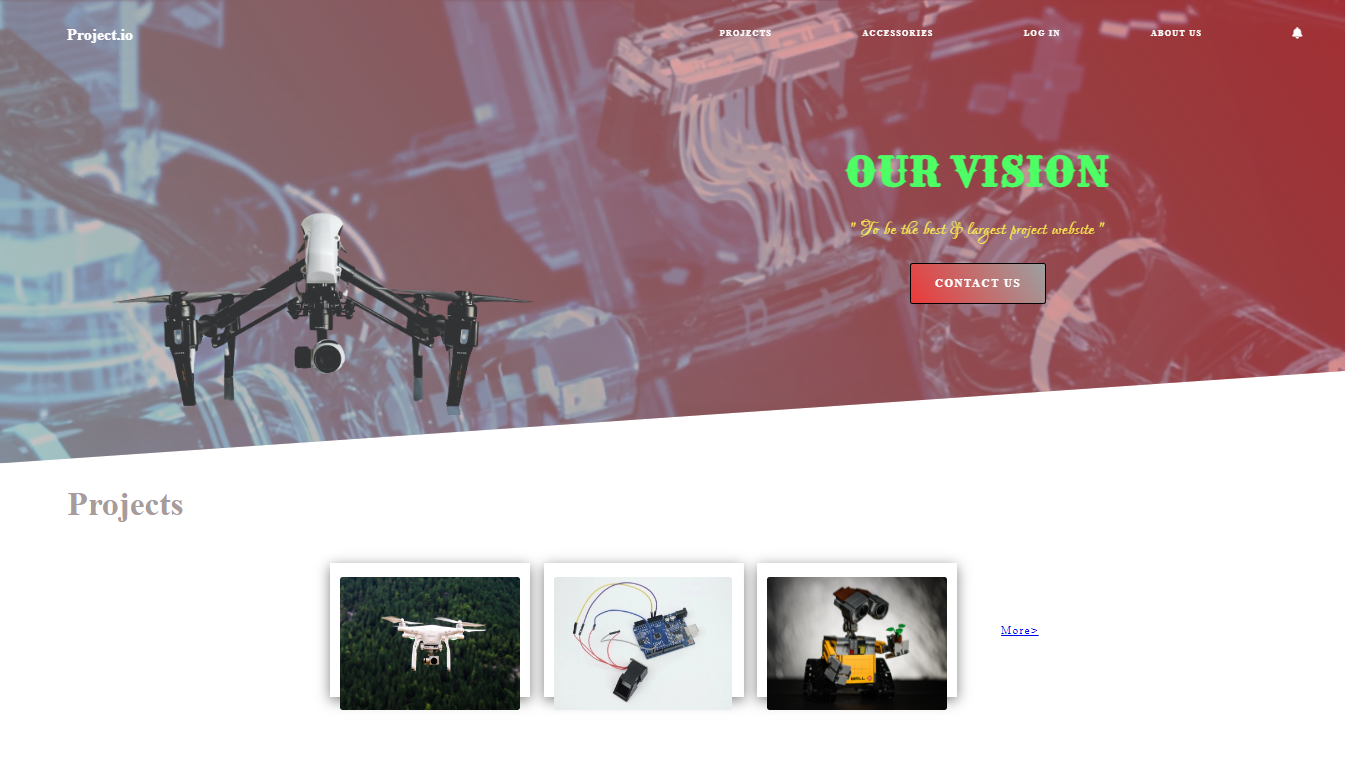 Project.io
PROJECTS
ACCESSORIES
LOG IN
ABOUT US
OUR VISION
" To be the best & largest project website "
CONTACT US
Projects
More>